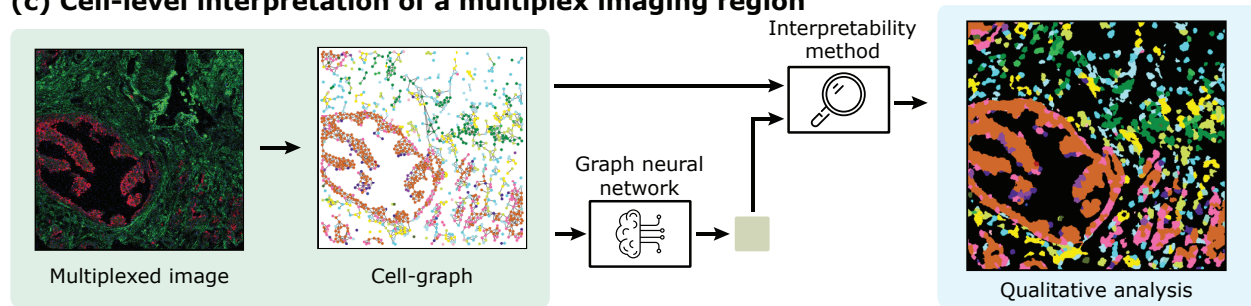 (c) Cell-level interpretation of a multiplex imaging region
Interpretability
method
Graph neural
network
Multiplexed image
Cell-graph
Qualitative analysis